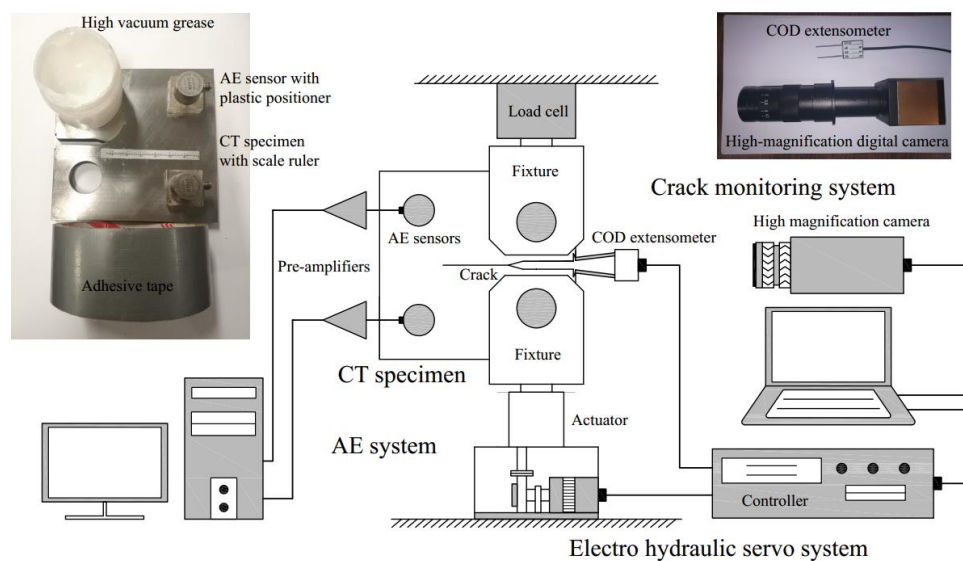 High vacuum grease
AE sensor with
plastic positioner
CT specimen
with scale ruler
Adhesive tape
COD extensometer
High-magnification digital camera
Load cell
Fixture
AE sensors
Pre-amplifiers
COD extensometer
Crack
Fixture
CT specimen
Actuator
AE system
Crack monitoring system
High magnification camera
Controller
Electro hydraulic servo system